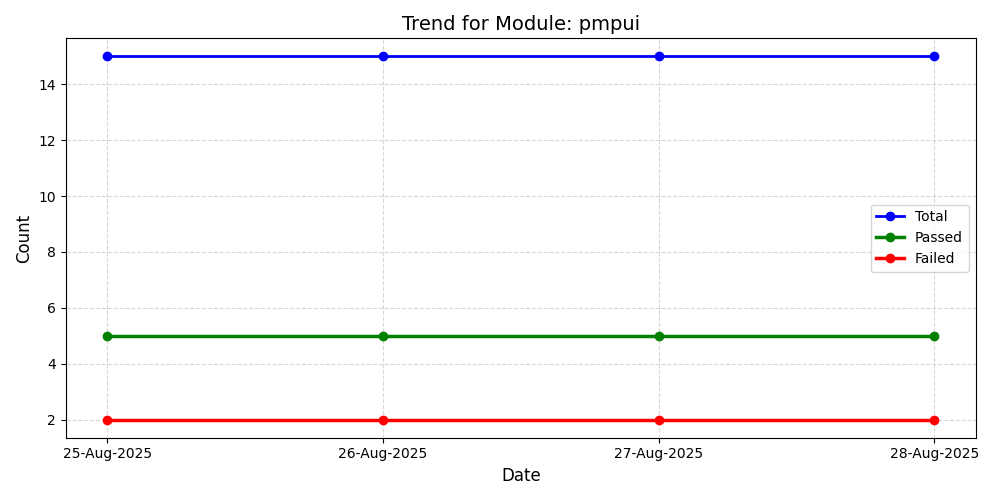 Trend for Module: pmpui
Count
14
12
10
8
6
4
2
Total
Passed
Failed
25-Aug-2025
26-Aug-2025
27-Aug-2025
28-Aug-2025
Date